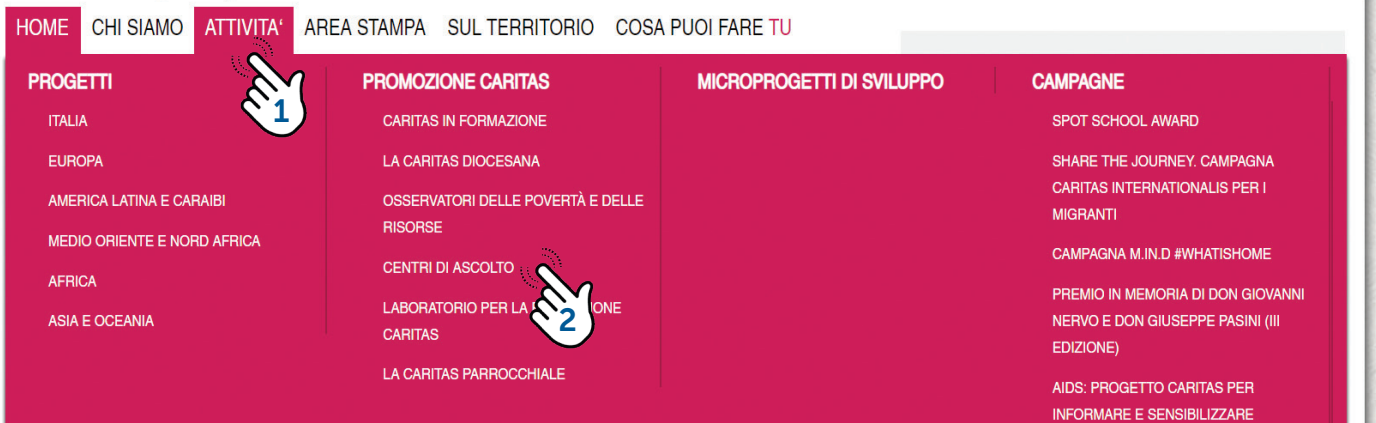 HOME CHI SIAMO ATTIVITA' AREA STAMPA SUL TERRITORIO COSA PUOI FARE TU
PROGETTI
ITALIA
EUROPA
AMERICA LATINA E CARAIBI
MEDIO ORIENTE E NORD AFRICA
AFRICA
ASIA E OCEANIA
1
PROMOZIONE CARITAS
CARITAS IN FORMAZIONE
LA CARITAS DIOCESANA
OSSERVATORI DELLE POVERTÀ E DELLE
RISORSE
CENTRI DI ASCOLTO
LABORATORIO PER LA
CARITAS
LA CARITAS PARROCCHIALE
2
MICROPROGETTI DI SVILUPPO
CAMPAGNE
SPOT SCHOOL AWARD
SHARE THE JOURNEY. CAMPAGNA
CARITAS INTERNATIONALIS PER I
MIGRANTI
CAMPAGNA M.IN.D #WHATISHOME
PREMIO IN MEMORIA DI DON GIOVANNI
NERVO E DON GIUSEPPE PASINI (III
EDIZIONE)
AIDS: PROGETTO CARITAS PER
INFORMARE E SENSIBILIZZARE